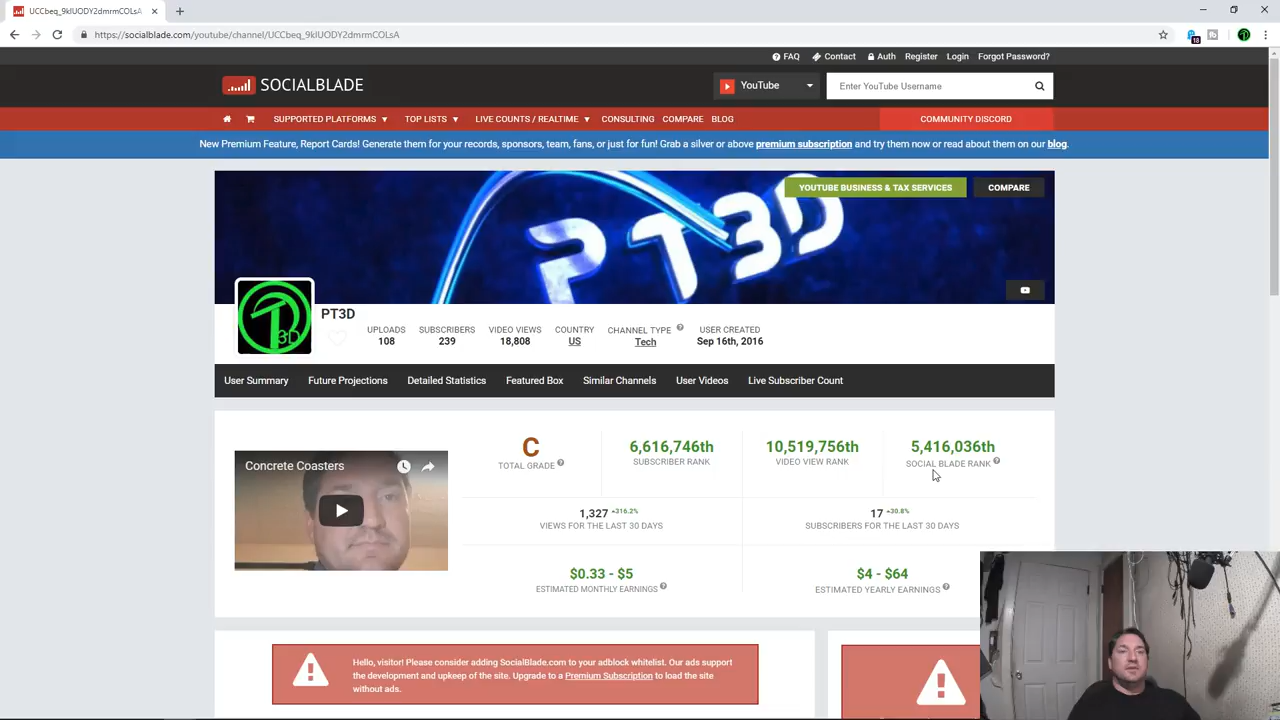 UCCbeq_9kIUODY2dmrmCOLsA
https://socialblade.com/youtube/channel/UCCbeq_9kIUODY2dmrmCOLsA
18
FAQ Contact Auth Register Login Forgot Password?
SOCIALBLADE
YouTube
Enter YouTube Username
SUPPORTED PLATFORMS TOP LISTS LIVE COUNTS / REALTIME CONSULTING COMPARE BLOG COMMUNITY DISCORD
New Premium Feature, Report Cards! Generate them for your records, sponsors, team, fans, or just for fun! Grab a silver or above premium subscription and try them now or read about them on our blog.
YOUTUBE BUSINESS & TAX SERVICES COMPARE
PT3D
3D
PT3D
UPLOADS SUBSCRIBERS VIDEO VIEWS COUNTRY CHANNEL TYPE USER CREATED
108 239 18,808 US Tech Sep 16th, 2016
User Summary Future Projections Detailed Statistics Featured Box Similar Channels User Videos Live Subscriber Count
Concrete Coasters
C 6,616,746th 10,519,756th 5,416,036th
TOTAL GRADE SUBSCRIBER RANK VIDEO VIEW RANK SOCIAL BLADE RANK
1,327 +316.2% 17 +30.8%
VIEWS FOR THE LAST 30 DAYS SUBSCRIBERS FOR THE LAST 30 DAYS
$0.33 - $5 $4 - $64
ESTIMATED MONTHLY EARNINGS ESTIMATED YEARLY EARNINGS
Hello, visitor! Please consider adding SocialBlade.com to your adblock whitelist. Our ads support
the development and upkeep of the site. Upgrade to a Premium Subscription to load the site
without ads.